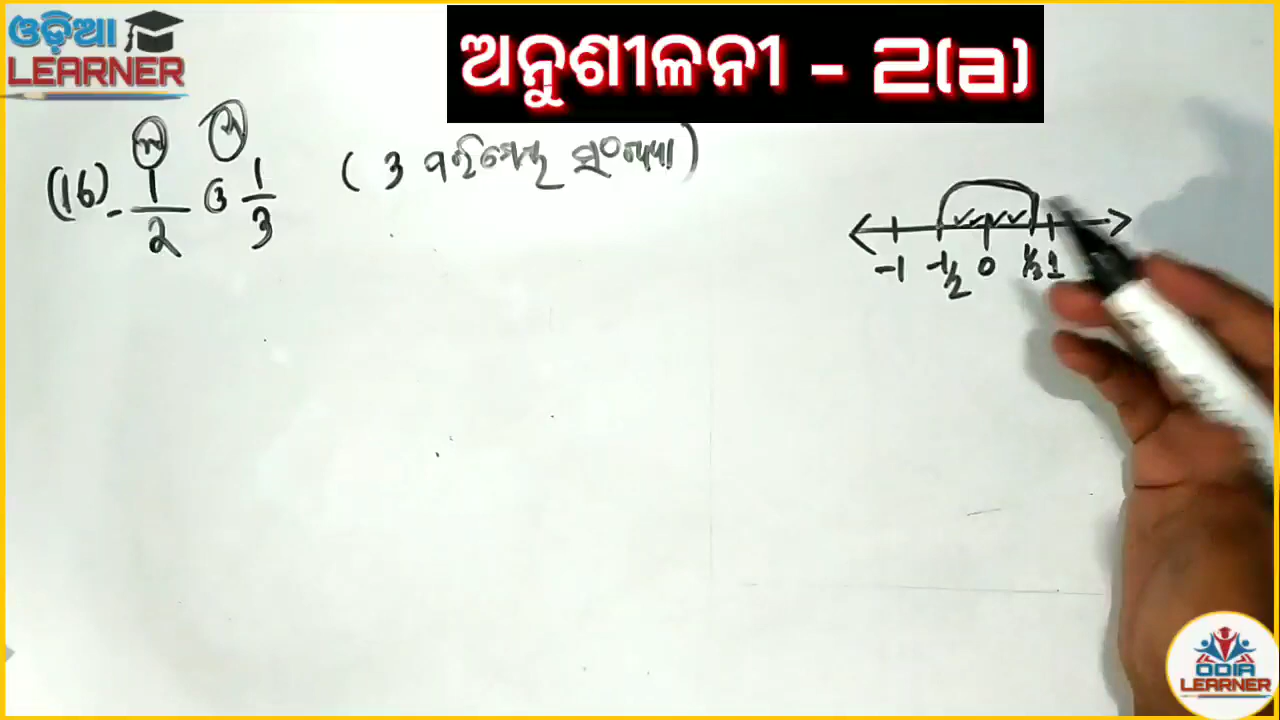 ଓଡ଼ିଆ
LEARNER
ଅନୁଶୀଳନୀ - 2(a)
(16) -1/2 ଓ 1/3 ( 3 ସଂଖ୍ୟା )
-1 -1/2 0 1/3 1
ODIA
LEARNER